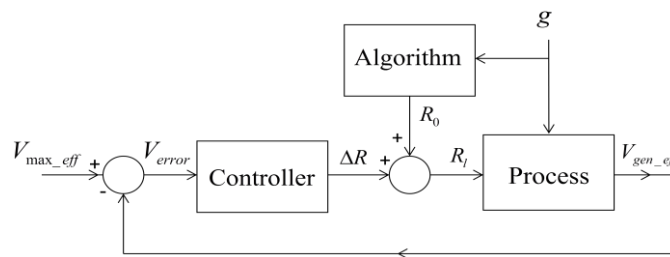 g
Algorithm
R₀
+
V_max_eff
+
-
V_error
Controller
ΔR
+
R_l
Process
V_gen_e